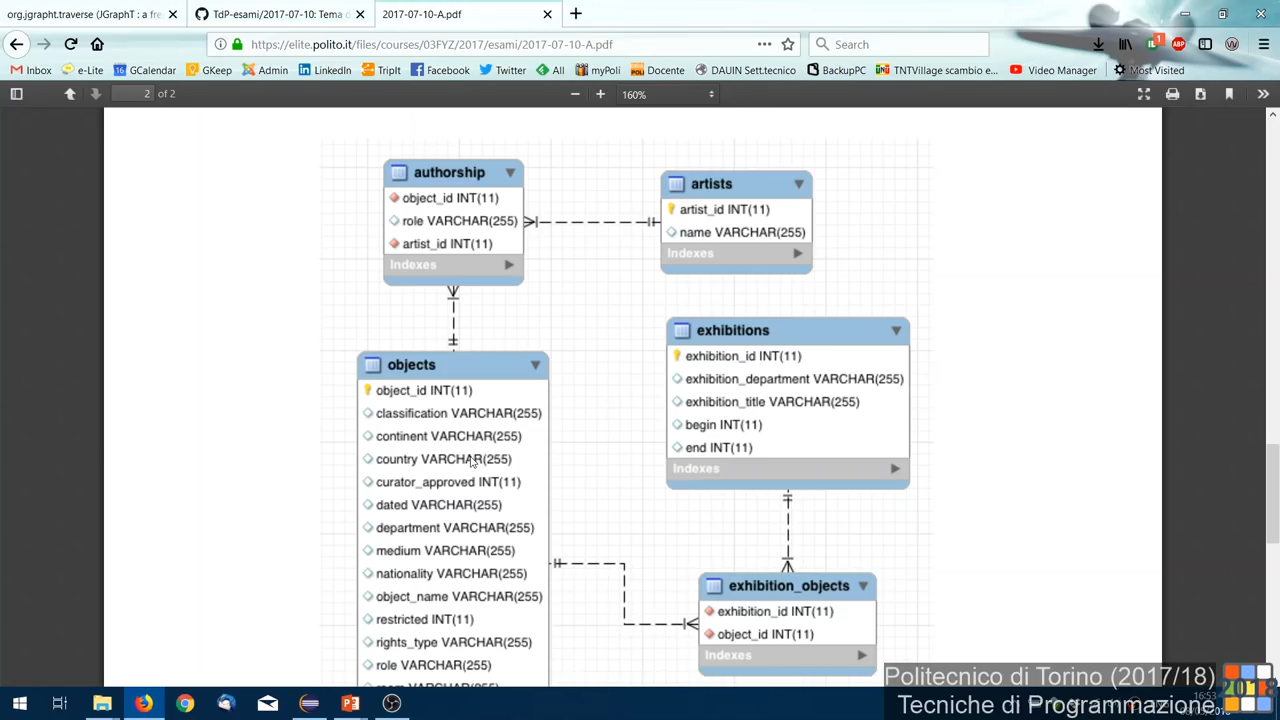 org.jgrapht.traverse (JGraphT : a fre
TdP-esami/2017-07-10: Tema d
2017-07-10-A.pdf
https://elite.polito.it/files/courses/03FYZ/2017/esami/2017-07-10-A.pdf
Search
1
ABP
Inbox
e-Lite
GCalendar
GKeep
Admin
LinkedIn
TripIt
Facebook
Twitter
All
myPoli
Docente
DAUIN Sett.tecnico
BackupPC
TNTVillage scambio e...
Video Manager
Most Visited
2 of 2
160%
authorship
object_id INT(11)
role VARCHAR(255)
artist_id INT(11)
Indexes
artists
artist_id INT(11)
name VARCHAR(255)
Indexes
exhibitions
exhibition_id INT(11)
exhibition_department VARCHAR(255)
exhibition_title VARCHAR(255)
begin INT(11)
end INT(11)
Indexes
objects
object_id INT(11)
classification VARCHAR(255)
continent VARCHAR(255)
country VARCHAR(255)
curator_approved INT(11)
dated VARCHAR(255)
department VARCHAR(255)
medium VARCHAR(255)
nationality VARCHAR(255)
object_name VARCHAR(255)
restricted INT(11)
rights_type VARCHAR(255)
role VARCHAR(255)
exhibition_objects
exhibition_id INT(11)
object_id INT(11)
Indexes
Politecnico di Torino (2017/18)
Tecniche di Programmazione
16:53
2018